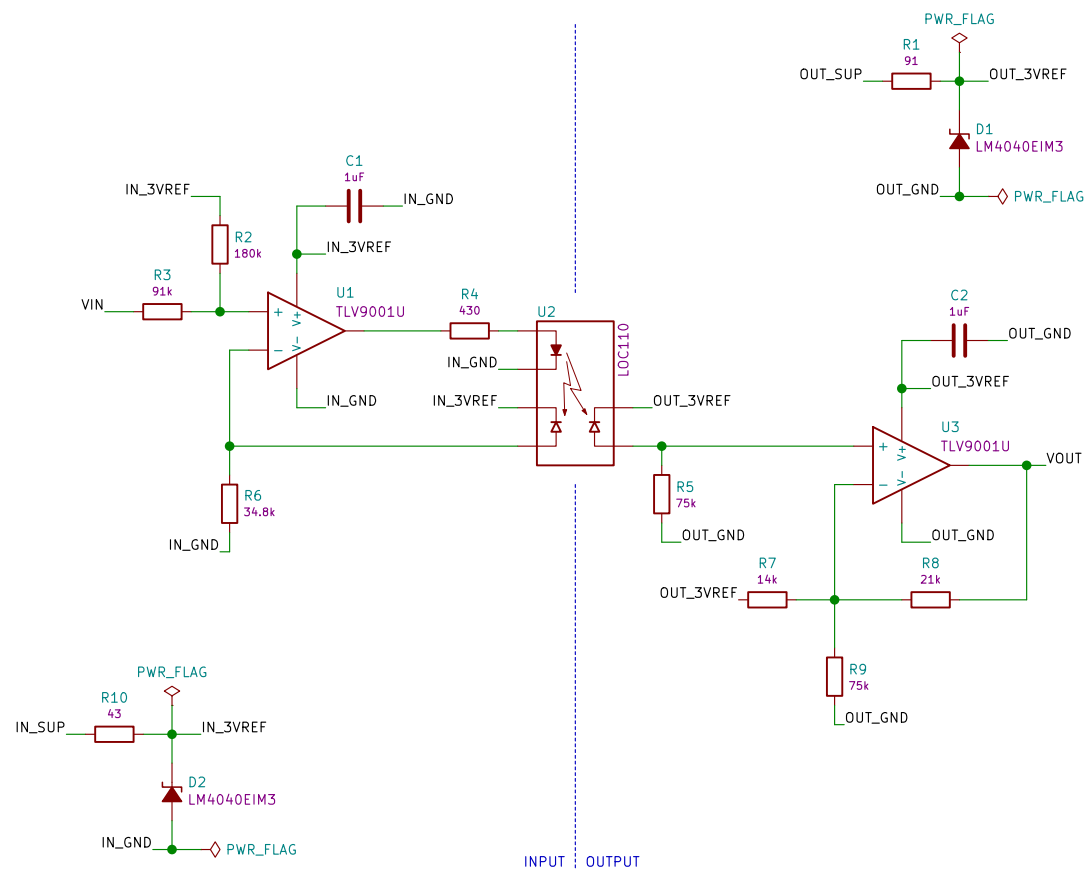 PWR_FLAG
R1
91
OUT_SUP
OUT_3VREF
D1
LM4040EIM3
OUT_GND
PWR_FLAG
C1
1uF
IN_3VREF
IN_GND
R2
180k
IN_3VREF
R3
91k
VIN
+
−
V+
V-
U1
TLV9001U
IN_GND
R4
430
U2
LOC110
IN_GND
IN_3VREF
OUT_3VREF
R6
34.8k
IN_GND
R5
75k
OUT_GND
C2
1uF
OUT_GND
OUT_3VREF
U3
TLV9001U
+
−
V+
V-
VOUT
OUT_GND
R7
14k
OUT_3VREF
R8
21k
R9
75k
OUT_GND
PWR_FLAG
R10
43
IN_SUP
IN_3VREF
D2
LM4040EIM3
IN_GND
PWR_FLAG
INPUT
OUTPUT